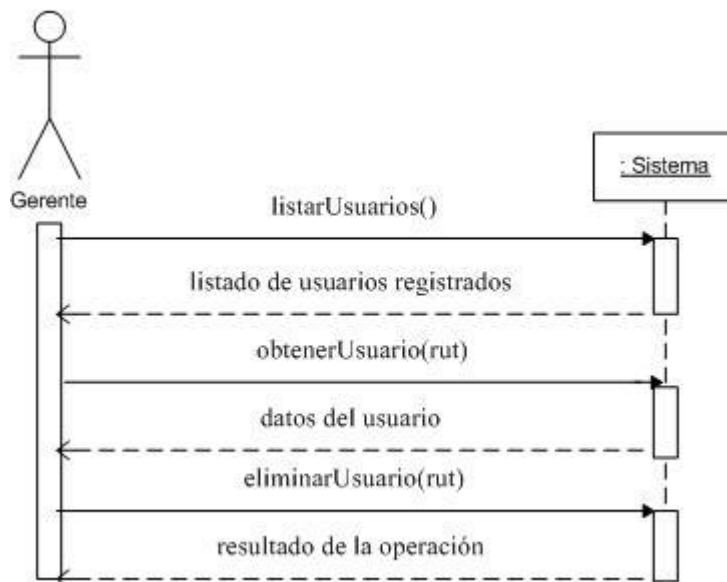 : Sistema
Gerente
listarUsuarios()
listado de usuarios registrados
obtenerUsuario(rut)
datos del usuario
eliminarUsuario(rut)
resultado de la operación